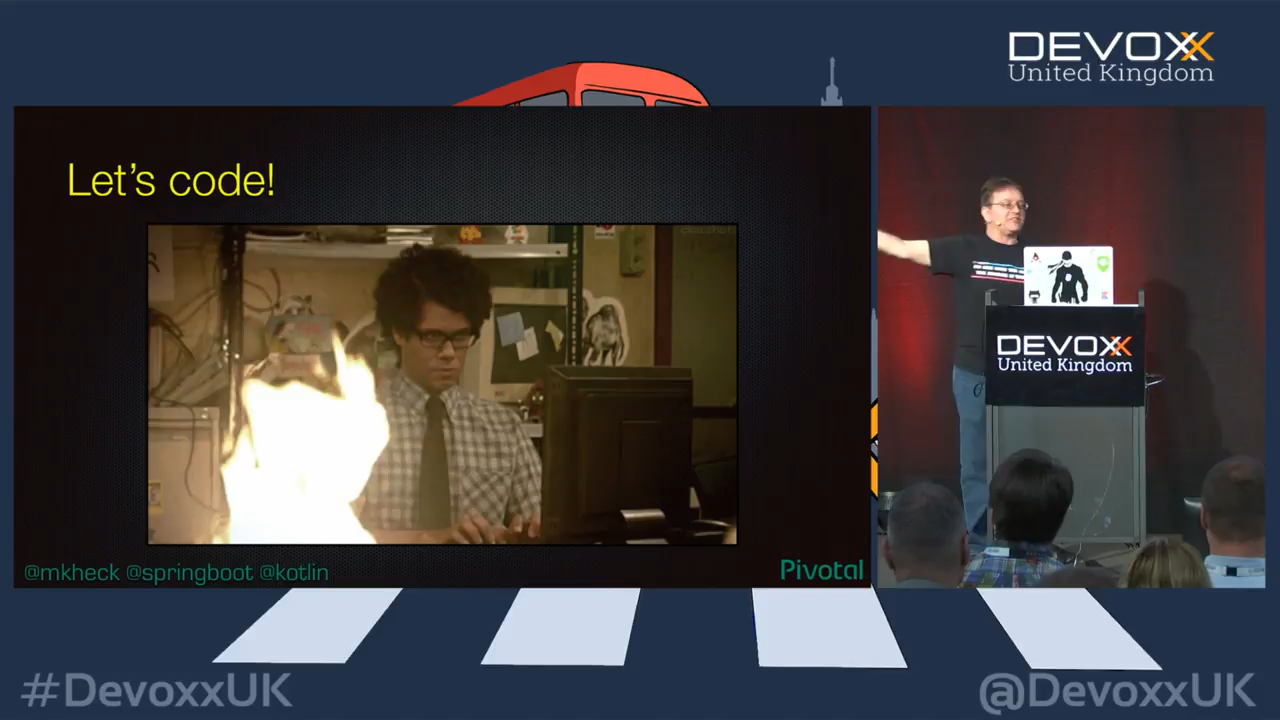 DEVOXX
United Kingdom
Let's code!
@mkheck @springboot @kotlin
Pivotal
DEVOXX
United Kingdom
#DevoxxUK
@DevoxxUK